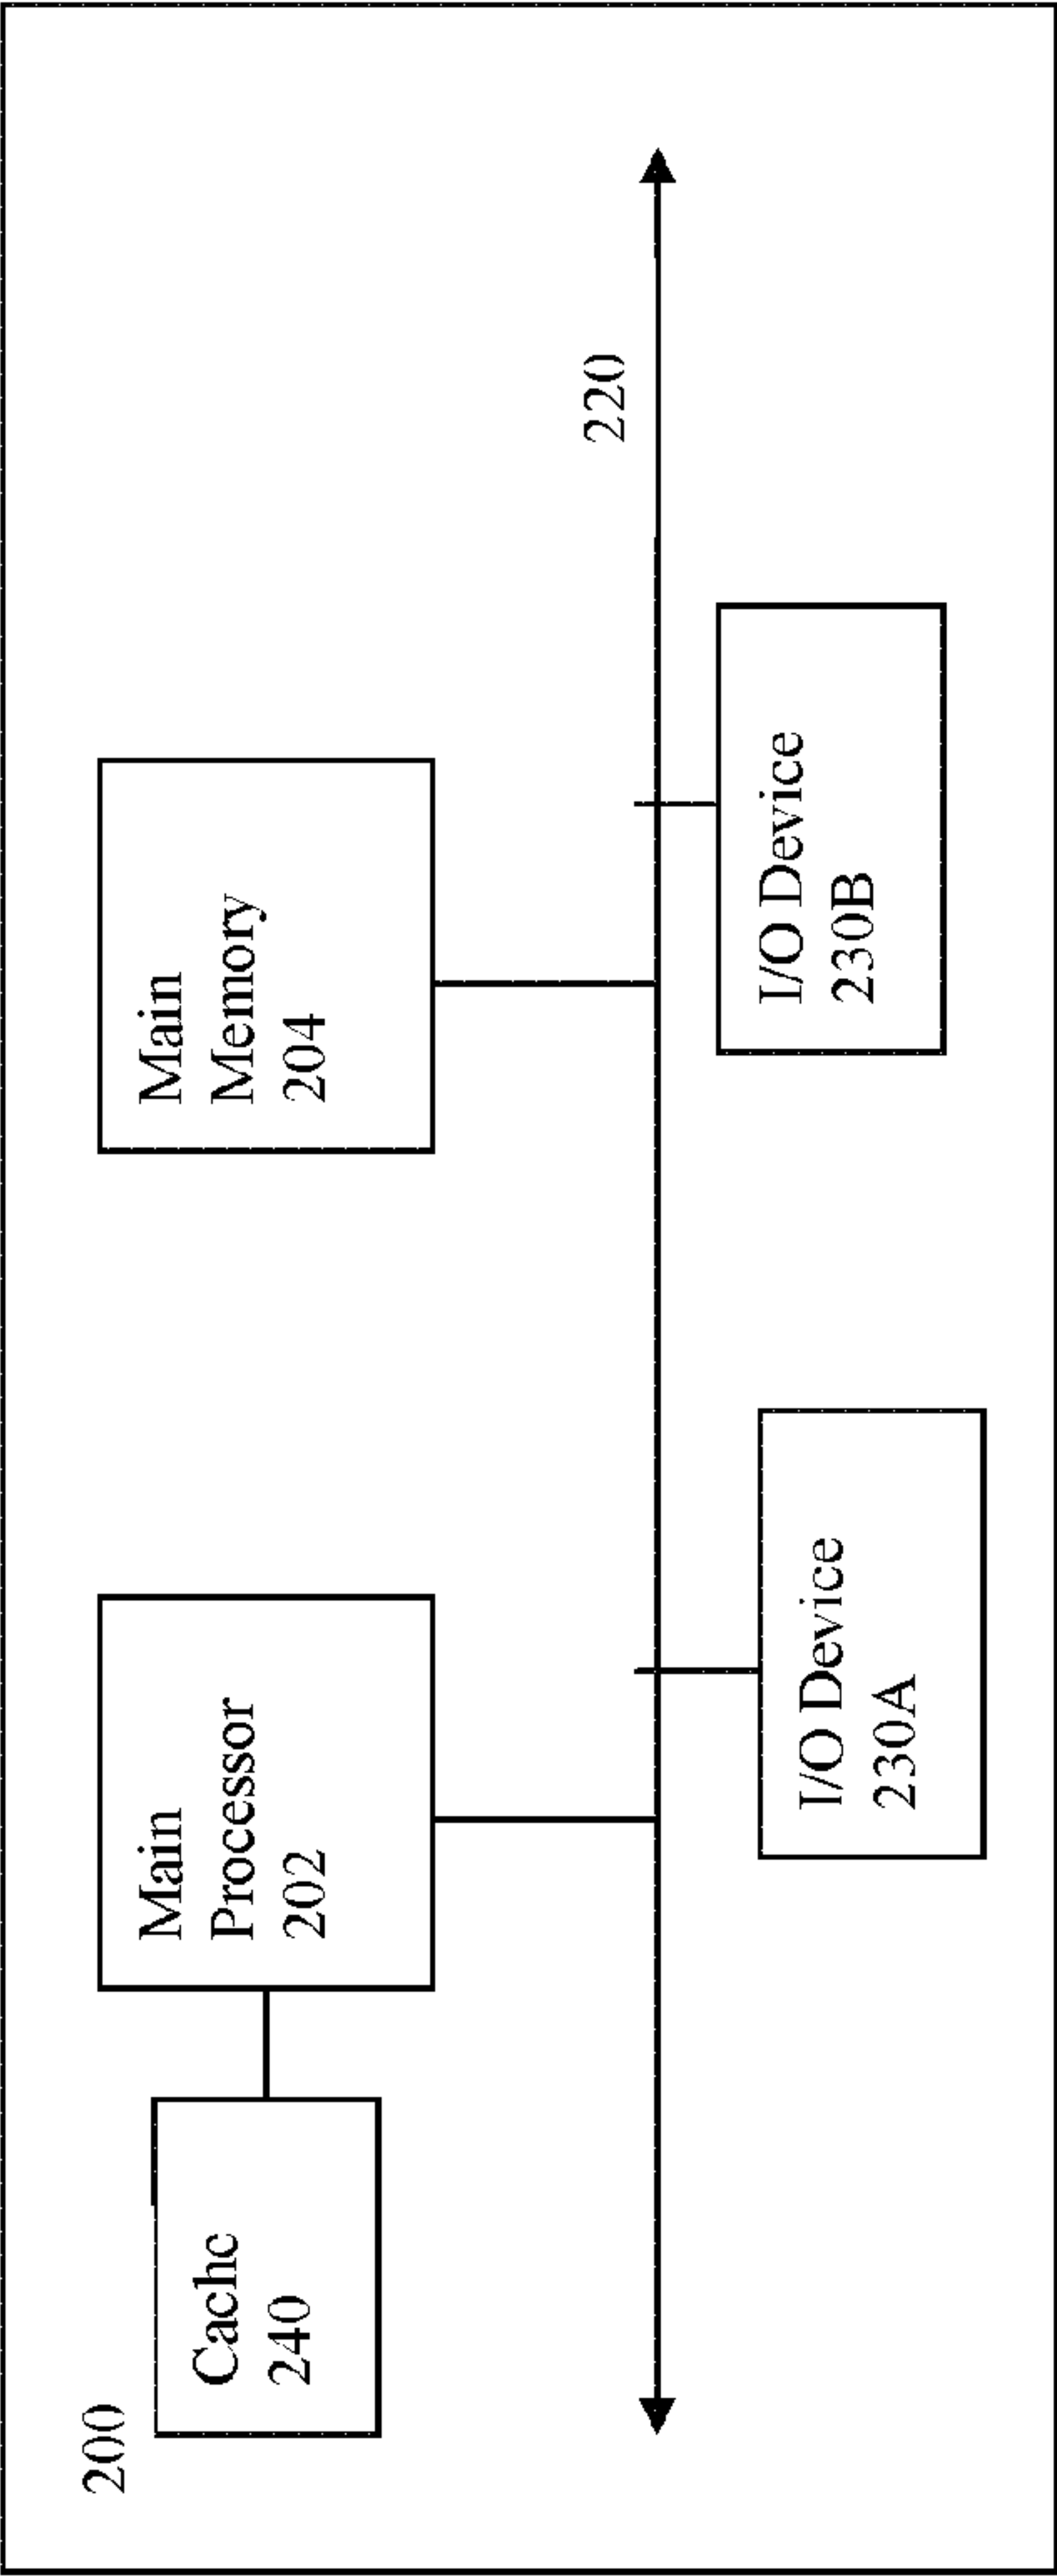 200
Cache
240
Main
Processor
202
Main
Memory
204
220
I/O Device
230A
I/O Device
230B